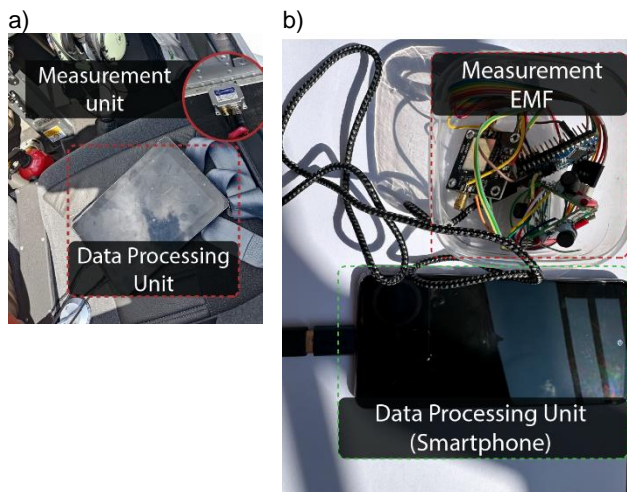 a)
Measurement
unit
Data Processing
Unit
b)
Measurement
EMF
Data Processing Unit
(Smartphone)